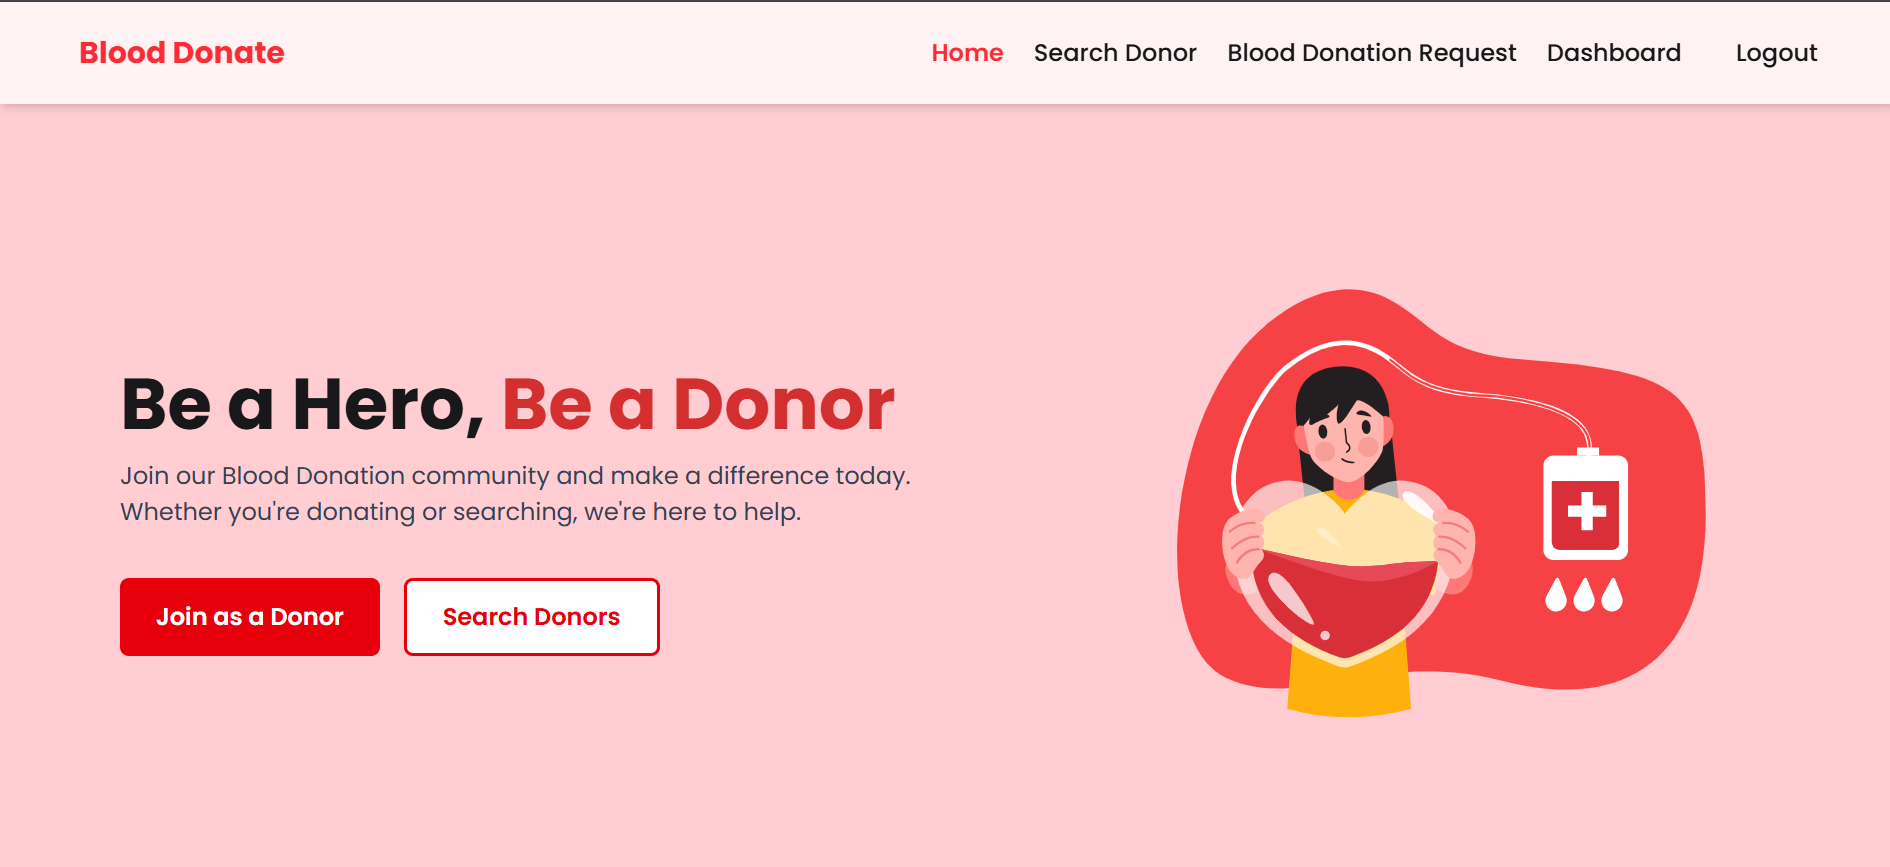 Blood Donate
Home Search Donor Blood Donation Request Dashboard Logout
Be a Hero, Be a Donor
Join our Blood Donation community and make a difference today.
Whether you're donating or searching, we're here to help.
Join as a Donor
Search Donors